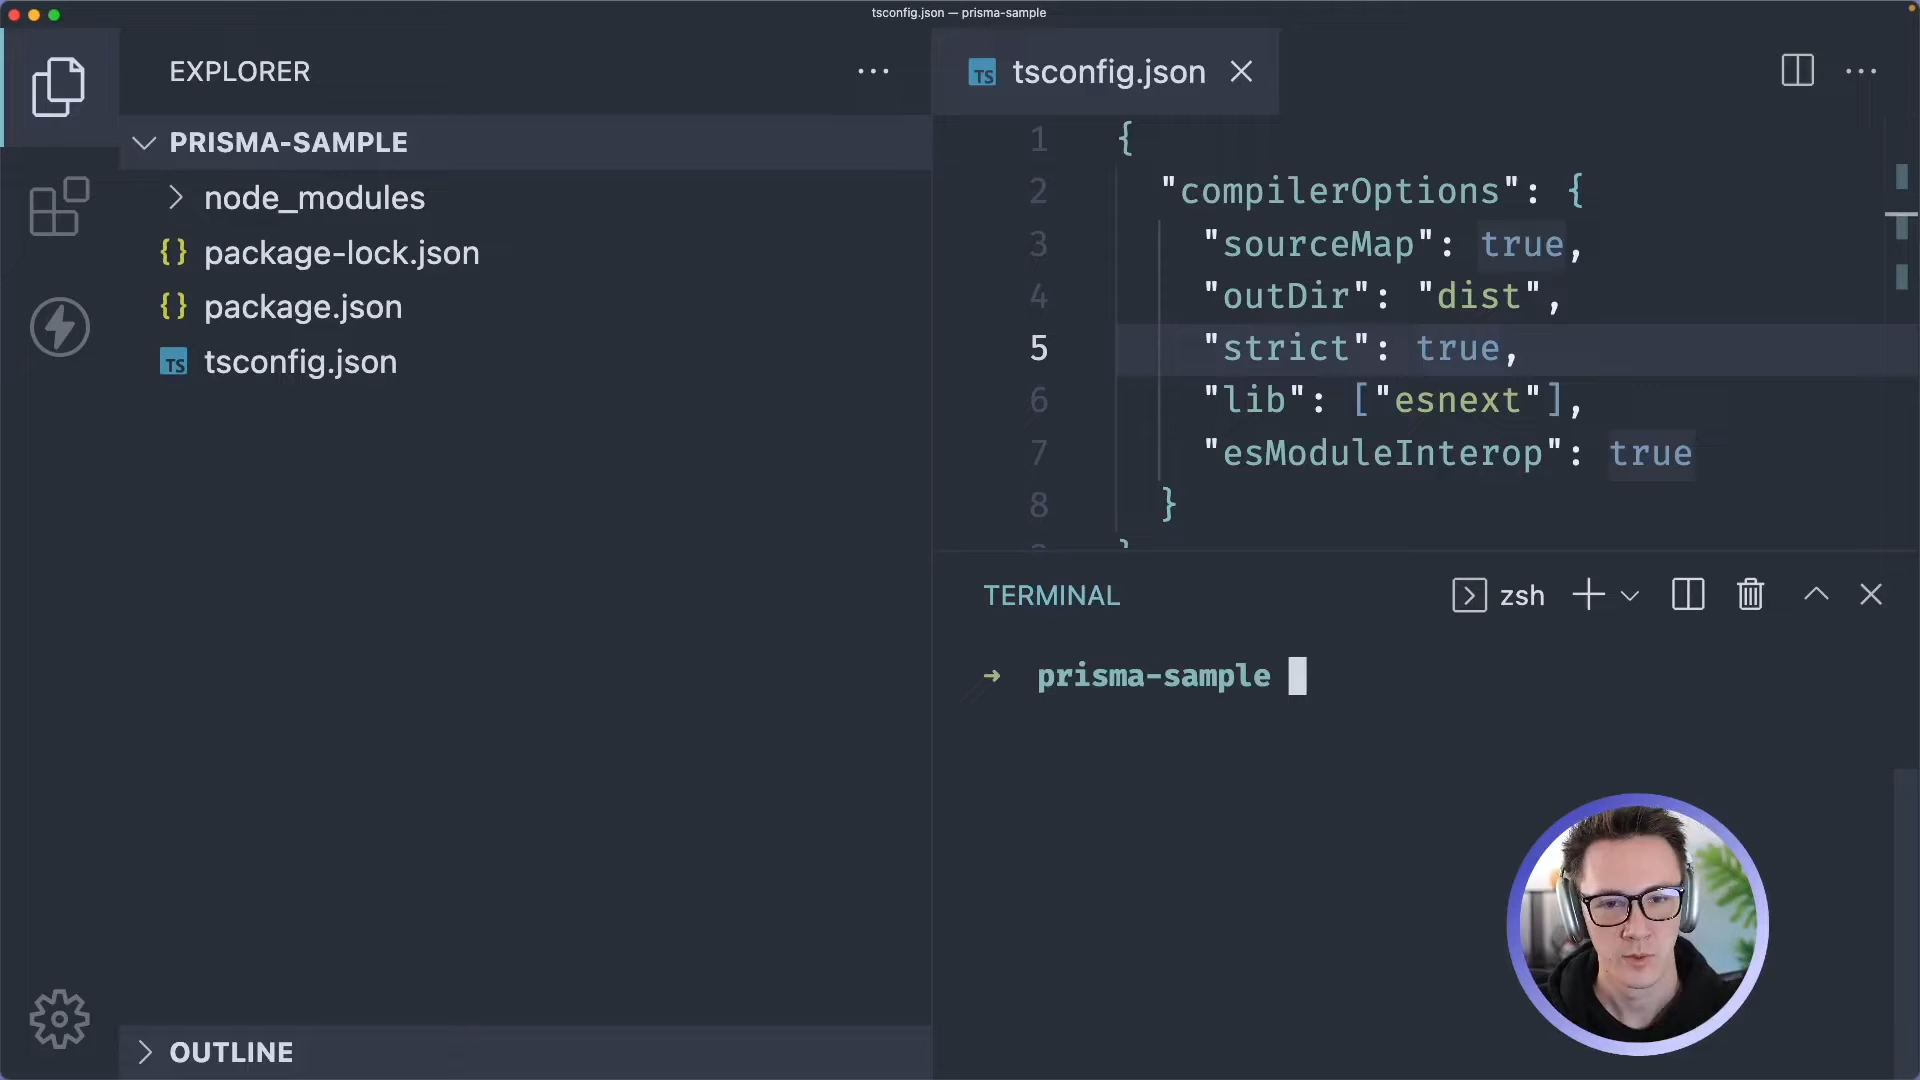 tsconfig.json — prisma-sample
EXPLORER
PRISMA-SAMPLE
node_modules
{} package-lock.json
{} package.json
TS tsconfig.json
OUTLINE
TS tsconfig.json
1 {
2 "compilerOptions": {
3 "sourceMap": true,
4 "outDir": "dist",
5 "strict": true,
6 "lib": ["esnext"],
7 "esModuleInterop": true
8 }
TERMINAL
zsh
➜ prisma-sample